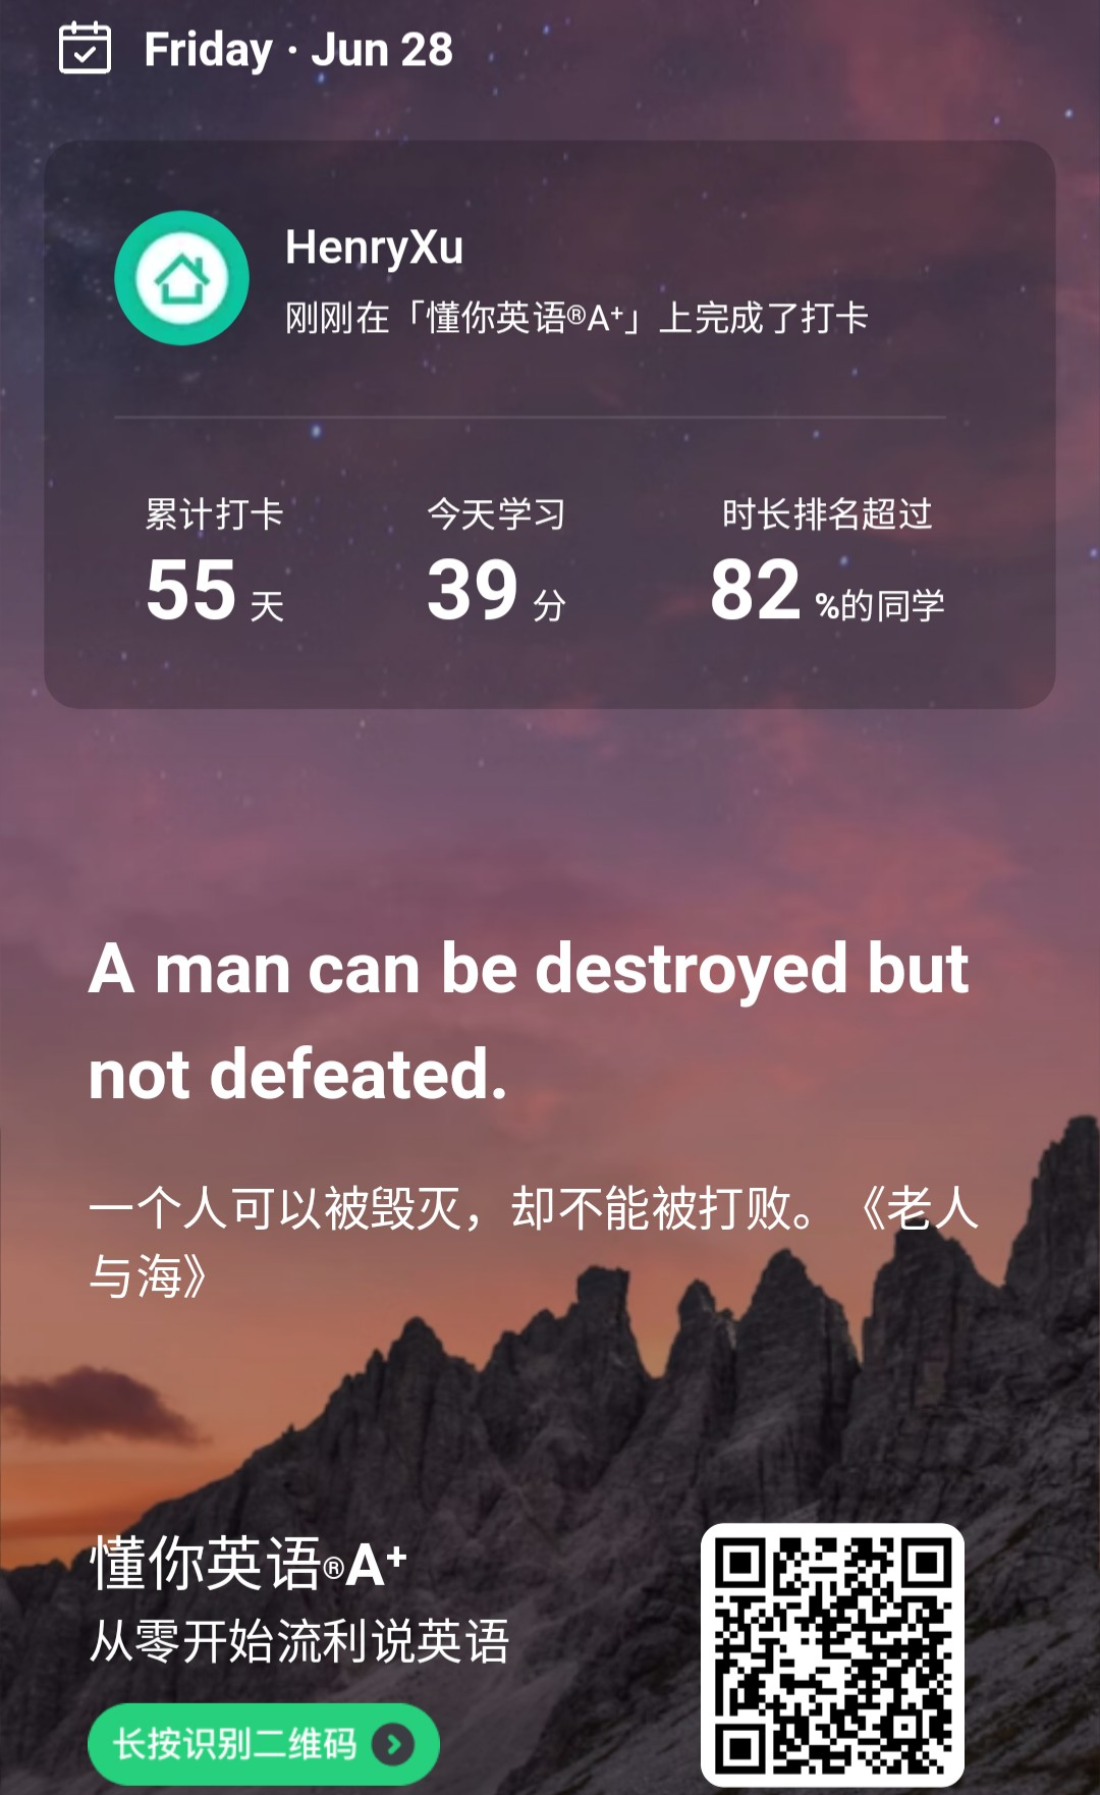 Friday · Jun 28
HenryXu
刚刚在「懂你英语®A⁺」上完成了打卡
累计打卡 今天学习 时长排名超过
55 天 39 分 82 %的同学
A man can be destroyed but
not defeated.
一个人可以被毁灭，却不能被打败。《老人
与海》
懂你英语®A⁺
从零开始流利说英语
长按识别二维码